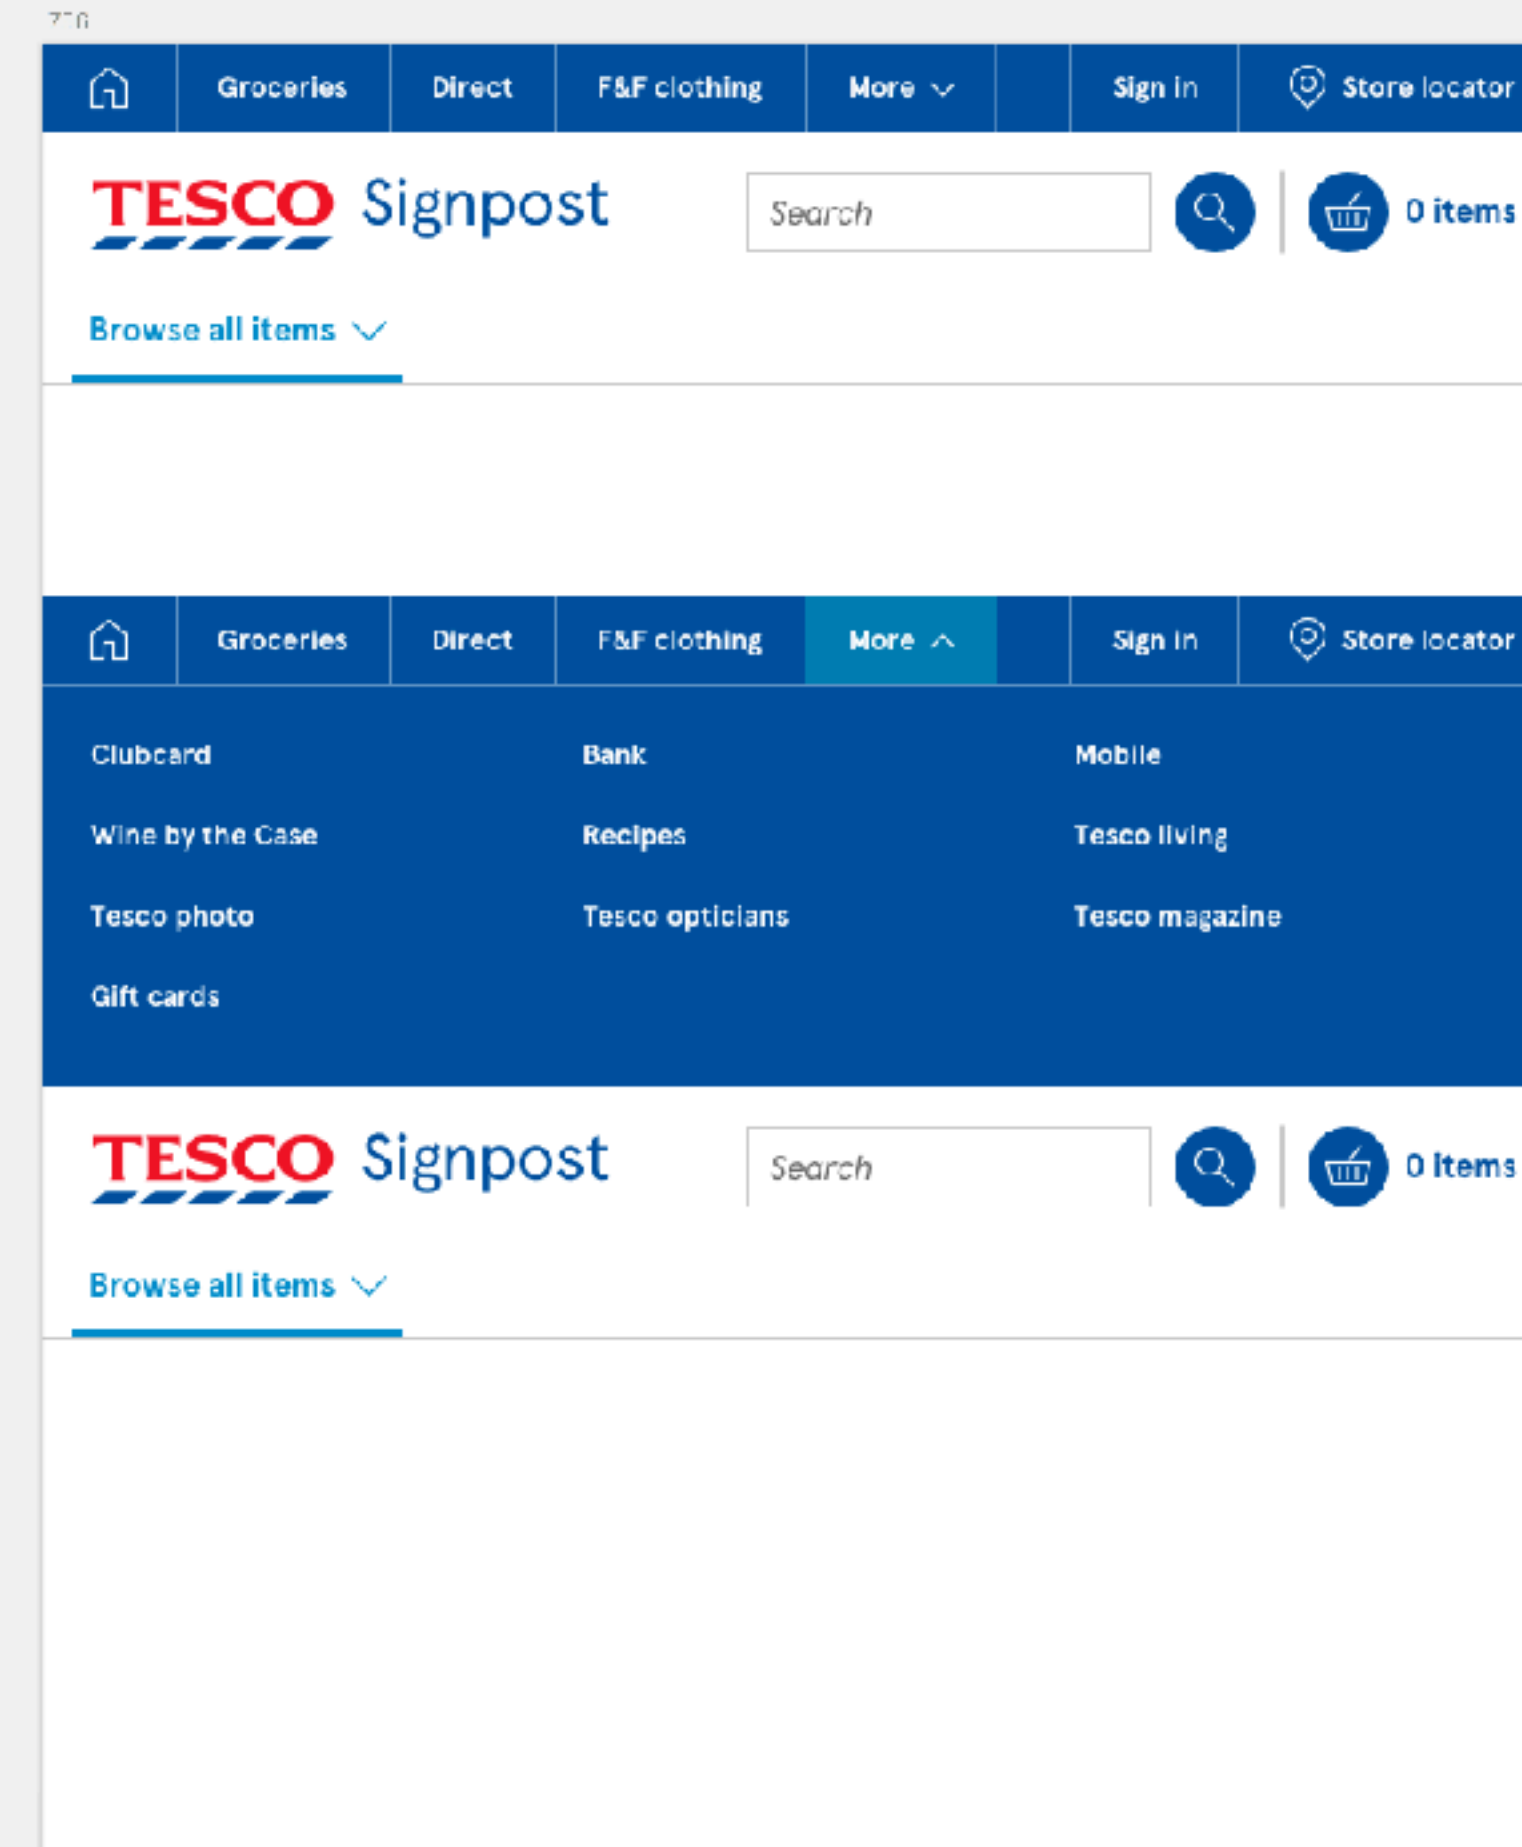 Groceries Direct F&F clothing More Sign in Store locator
TESCO Signpost Search 0 items
Browse all items
Groceries Direct F&F clothing More Sign in Store locator
Clubcard Bank Mobile
Wine by the Case Recipes Tesco living
Tesco photo Tesco opticians Tesco magazine
Gift cards
TESCO Signpost Search 0 items
Browse all items